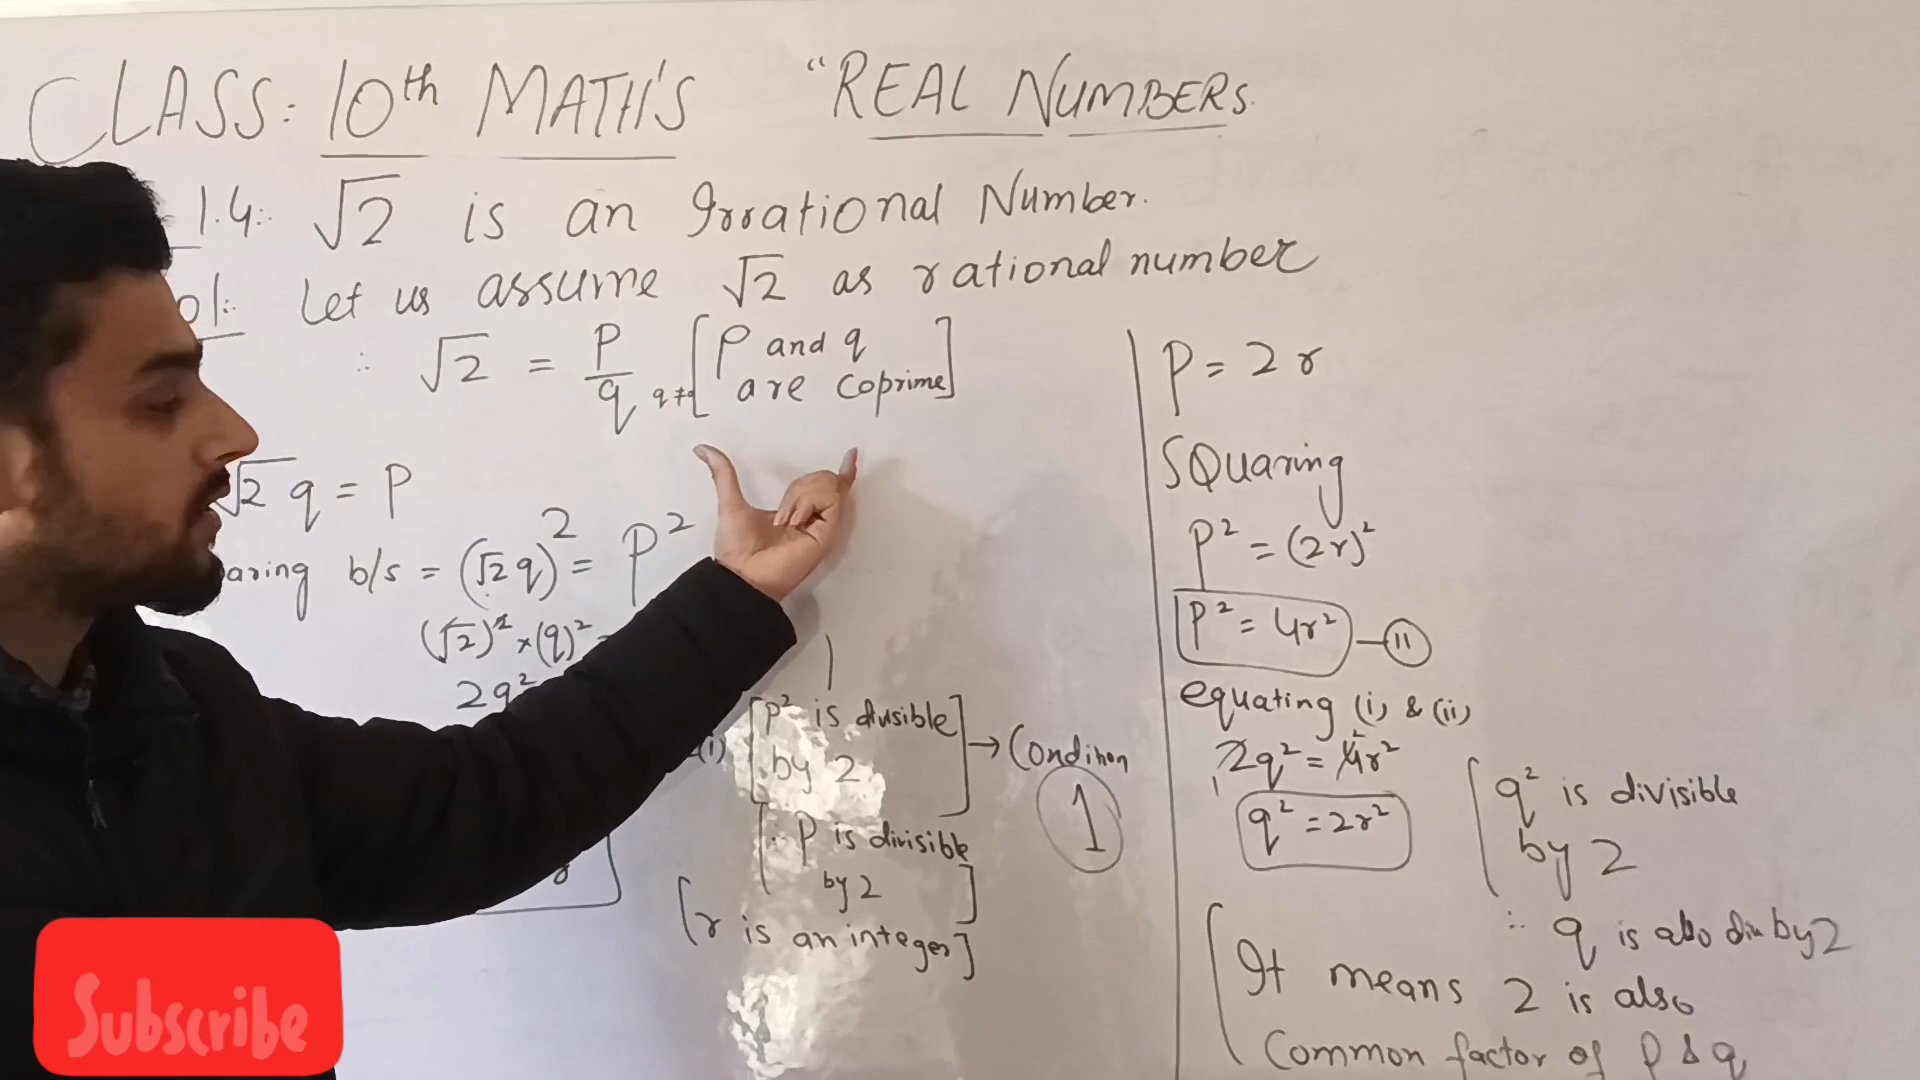 CLASS: 10th MATH'S "REAL NUMBERS.
1.4:. √2 is an Irrational Number.
ol:. Let us assume √2 as rational number
∴ √2 = P/q q≠ [P and q are coprime]
√2 q = P
aring b/s = (√2 q)² = P²
(√2)² × (q)² =
2q²
(i) [P² is divisible by 2] → Condition 1
[∴ P is divisible by 2]
[r is an integer]
P = 2r
SQuaring
P² = (2r)²
P² = 4r² — (ii)
equating (i) & (ii)
2q² = 4r²
q² = 2r²
[q² is divisible
by 2
∴ q is also div by 2
[It means 2 is also
Common factor of P & q
Subscribe